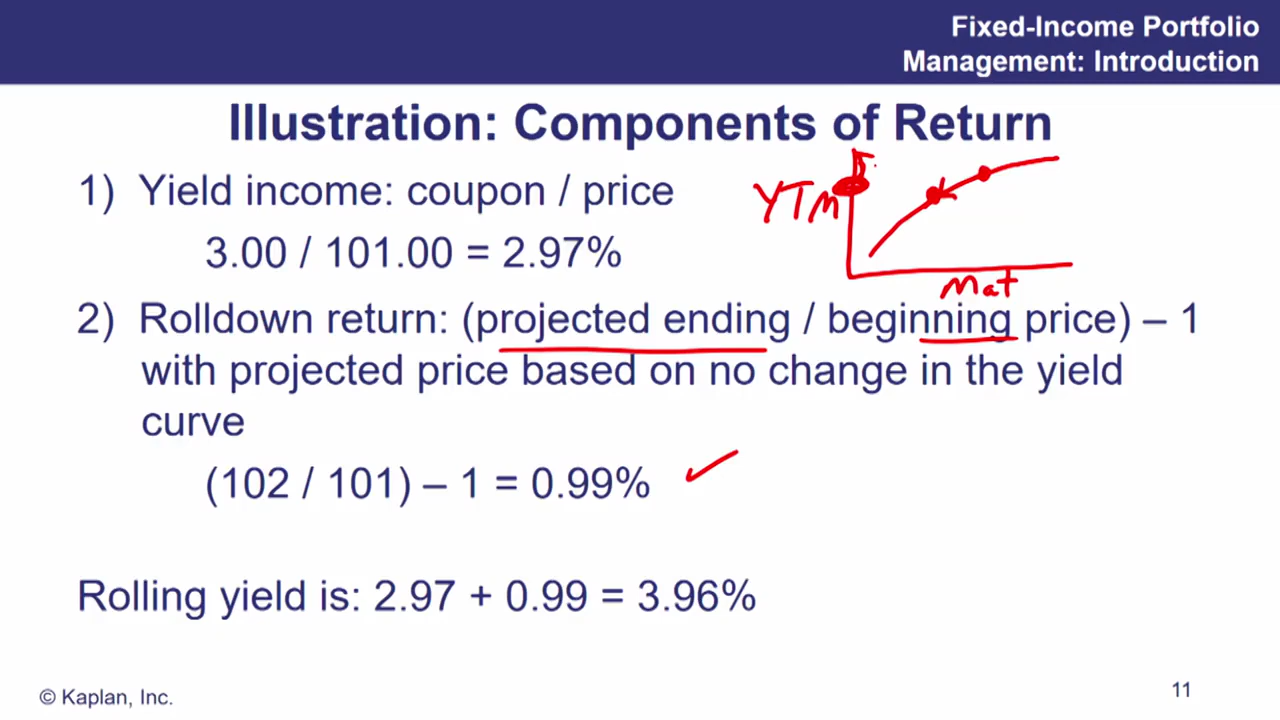 Fixed-Income Portfolio
Management: Introduction
Illustration: Components of Return
1) Yield income: coupon / price
3.00 / 101.00 = 2.97%
YTM
Mat
2) Rolldown return: (projected ending / beginning price) – 1
with projected price based on no change in the yield
curve
(102 / 101) – 1 = 0.99%
Rolling yield is: 2.97 + 0.99 = 3.96%
© Kaplan, Inc.
11